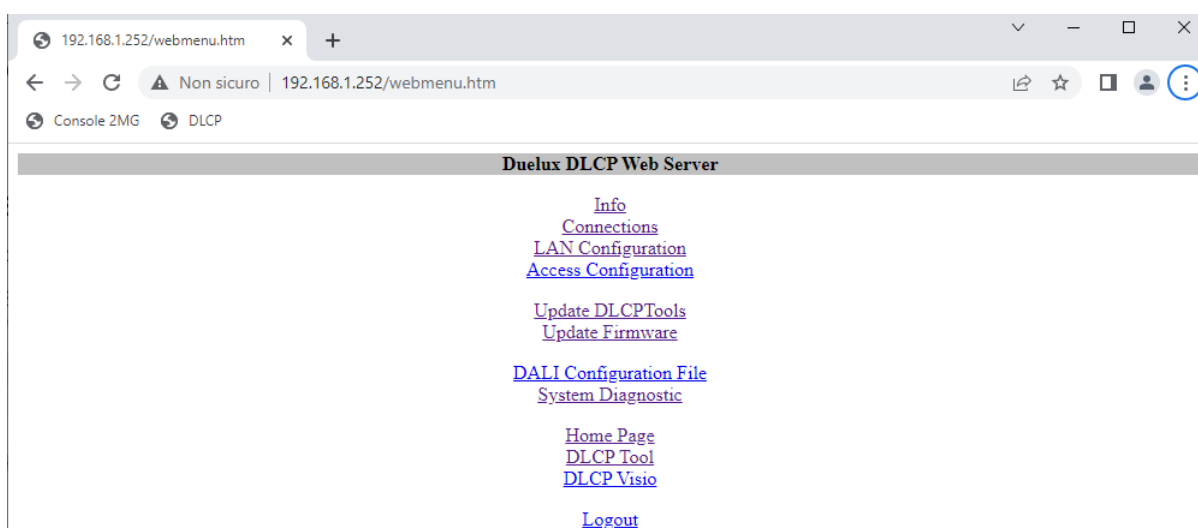 192.168.1.252/webmenu.htm
Non sicuro | 192.168.1.252/webmenu.htm
Console 2MG DLCP
Duelux DLCP Web Server
Info
Connections
LAN Configuration
Access Configuration
Update DLCPTools
Update Firmware
DALI Configuration File
System Diagnostic
Home Page
DLCP Tool
DLCP Visio
Logout